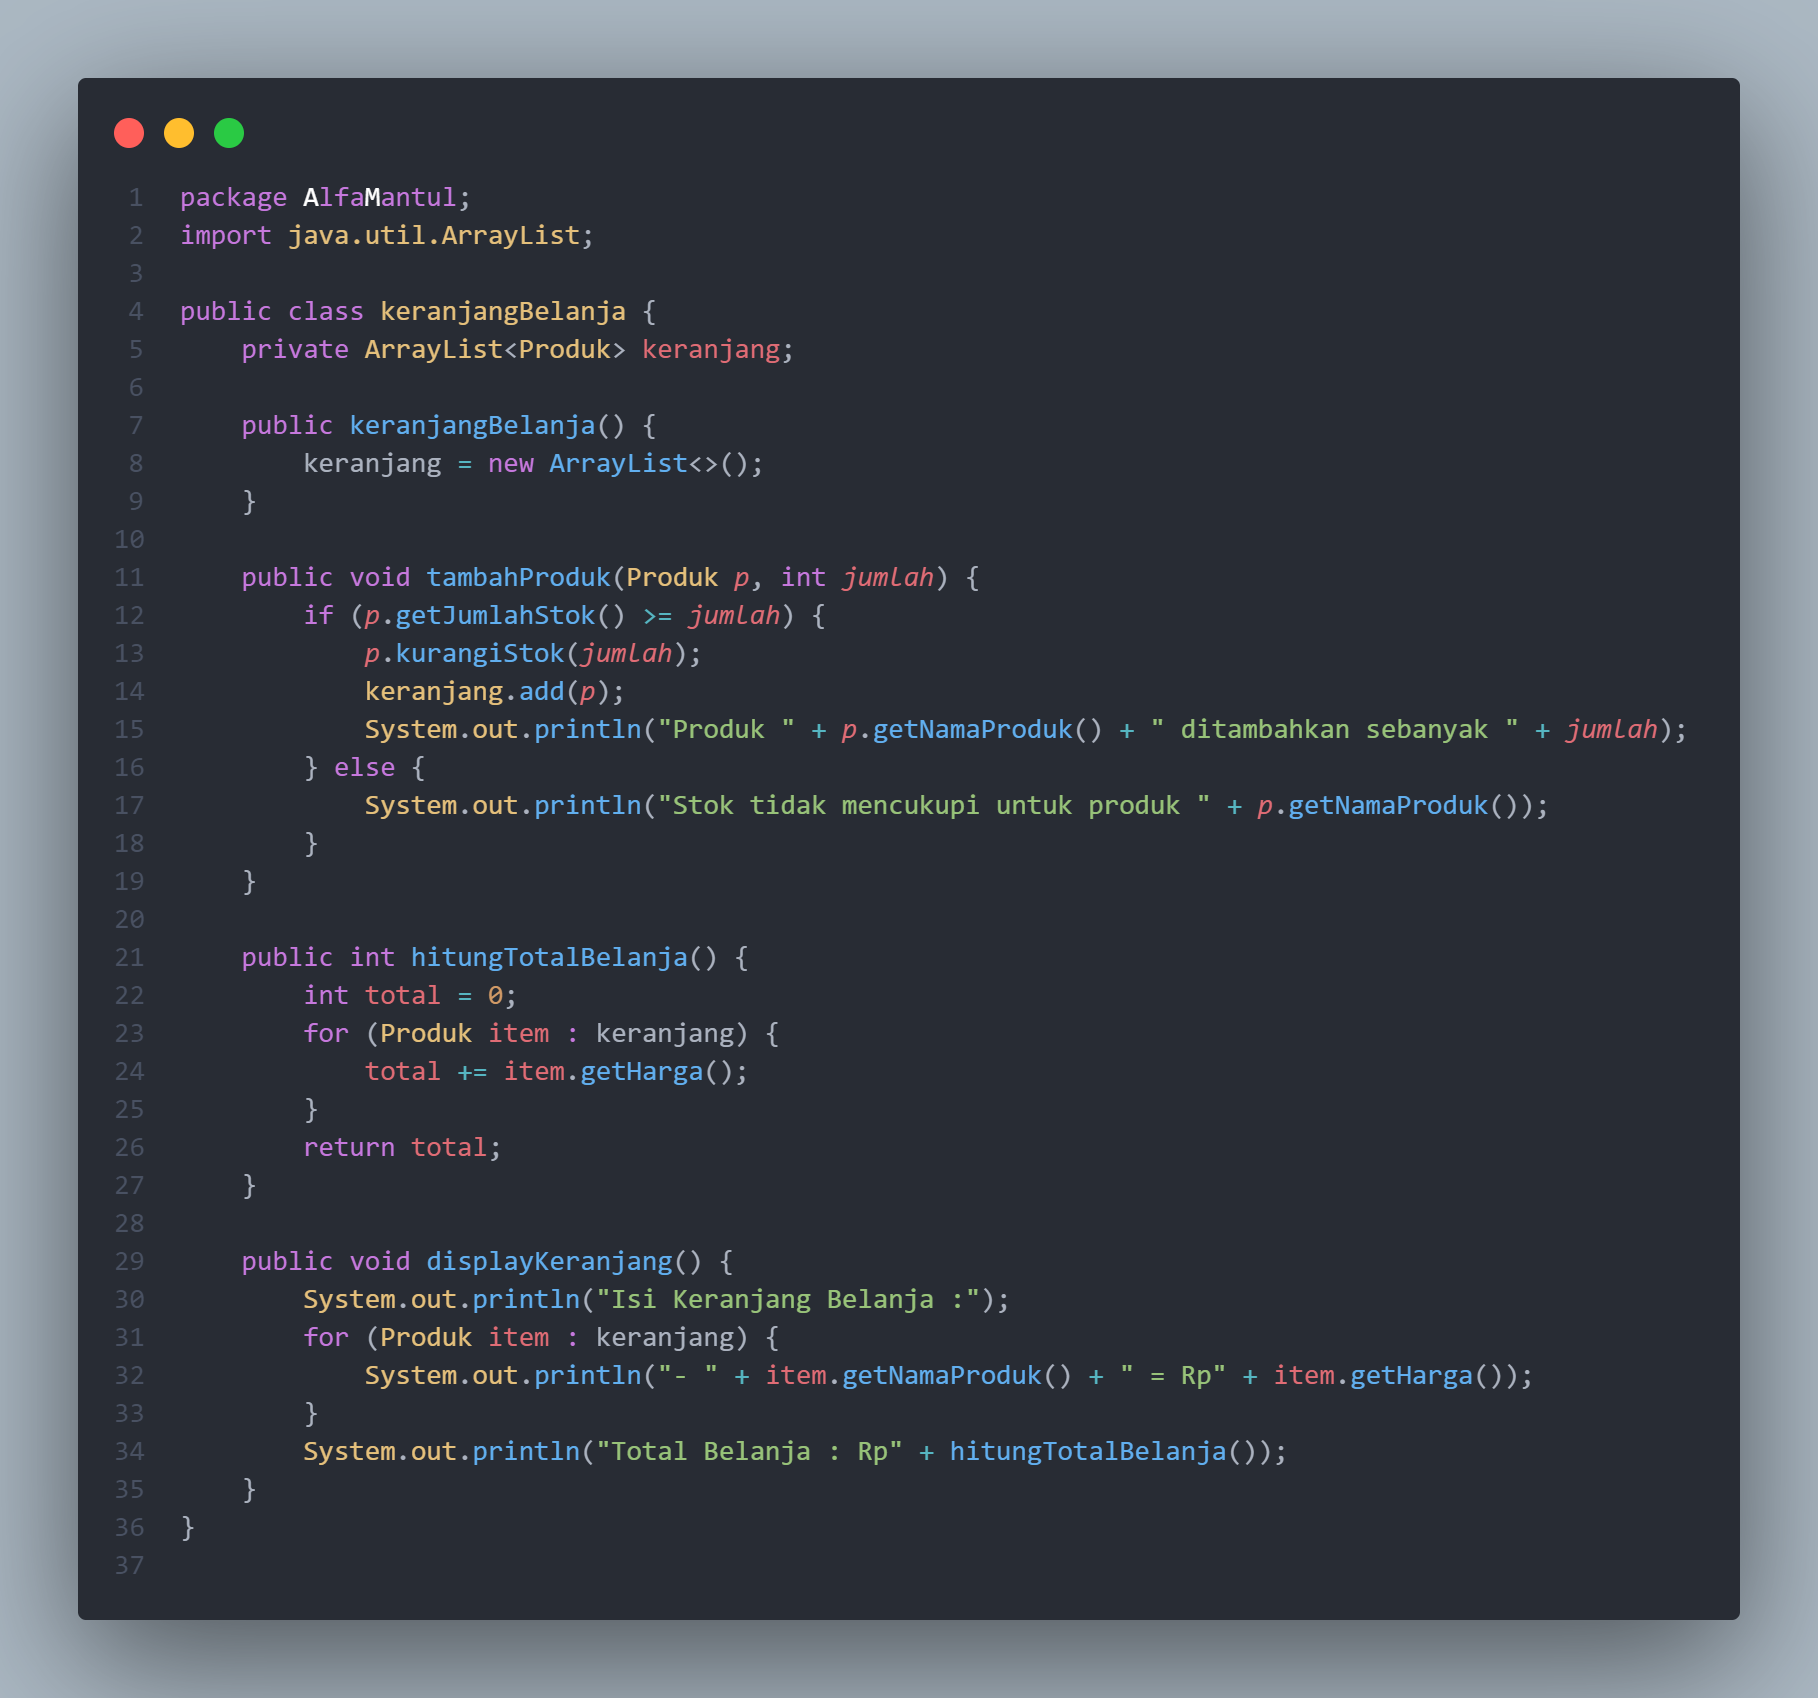 1 package AlfaMantul;
2 import java.util.ArrayList;
3
4 public class keranjangBelanja {
5     private ArrayList<Produk> keranjang;
6
7     public keranjangBelanja() {
8         keranjang = new ArrayList<>();
9     }
10
11     public void tambahProduk(Produk p, int jumlah) {
12         if (p.getJumlahStok() >= jumlah) {
13             p.kurangiStok(jumlah);
14             keranjang.add(p);
15             System.out.println("Produk " + p.getNamaProduk() + " ditambahkan sebanyak " + jumlah);
16         } else {
17             System.out.println("Stok tidak mencukupi untuk produk " + p.getNamaProduk());
18         }
19     }
20
21     public int hitungTotalBelanja() {
22         int total = 0;
23         for (Produk item : keranjang) {
24             total += item.getHarga();
25         }
26         return total;
27     }
28
29     public void displayKeranjang() {
30         System.out.println("Isi Keranjang Belanja :");
31         for (Produk item : keranjang) {
32             System.out.println("- " + item.getNamaProduk() + " = Rp" + item.getHarga());
33         }
34         System.out.println("Total Belanja : Rp" + hitungTotalBelanja());
35     }
36 }
37